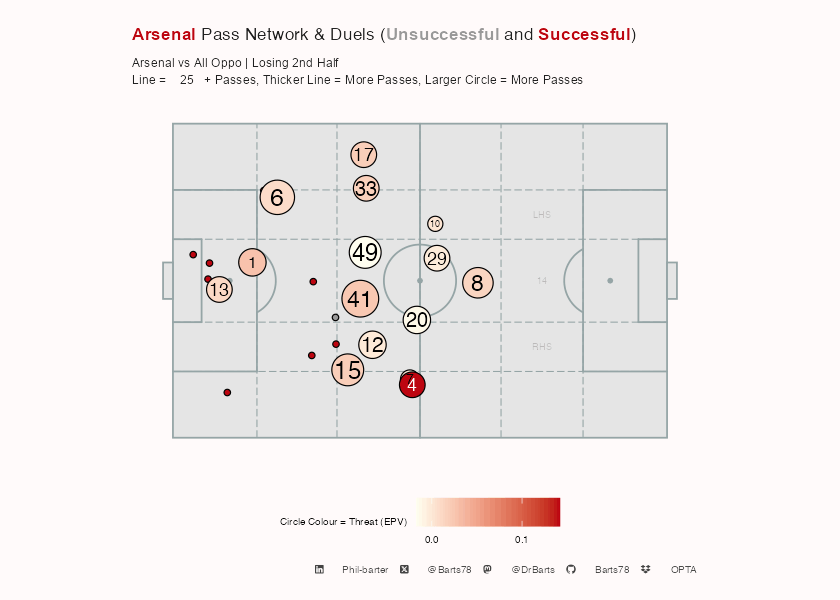 Arsenal Pass Network & Duels (Unsuccessful and Successful)
Arsenal vs All Oppo | Losing 2nd Half
Line = 25 + Passes, Thicker Line = More Passes, Larger Circle = More Passes
17
33
6
10
LHS
49
29
1
14
8
13
41
20
12
RHS
15
4
Circle Colour = Threat (EPV)
0.0 0.1
Phil-barter @Barts78 @DrBarts Barts78 OPTA